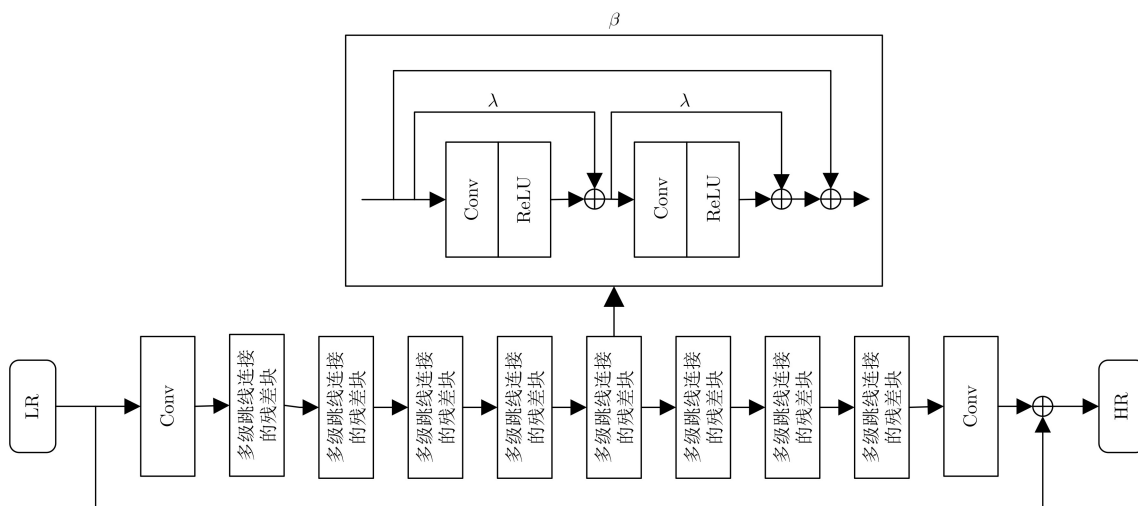 β
λ
λ
Conv
ReLU
Conv
ReLU
LR
Conv
多级跳线连接
的残差块
多级跳线连接
的残差块
多级跳线连接
的残差块
多级跳线连接
的残差块
多级跳线连接
的残差块
多级跳线连接
的残差块
多级跳线连接
的残差块
多级跳线连接
的残差块
Conv
HR